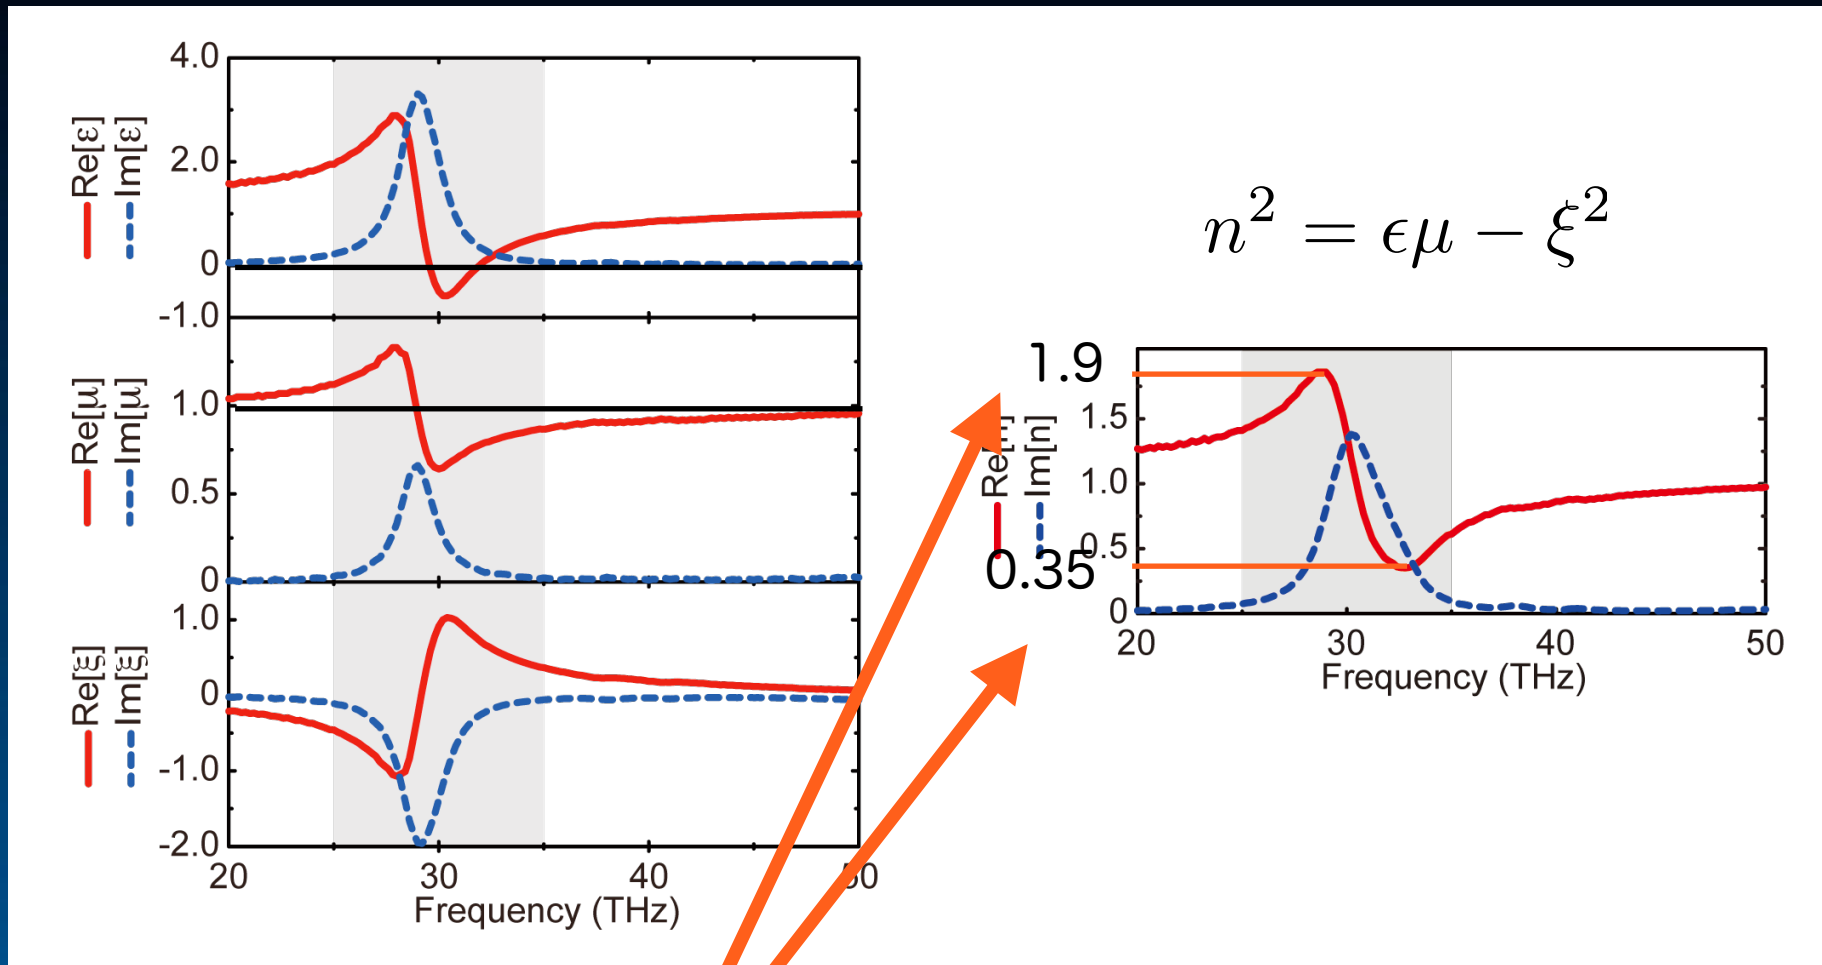 4.0
2.0
0
-1.0
Re[ε]
Im[ε]
1.0
0.5
0
Re[μ]
Im[μ]
1.0
0
-1.0
-2.0
Re[ξ]
Im[ξ]
20 30 40 50
Frequency (THz)
n² = ϵμ − ξ²
1.9
1.5
1.0
0.5
0.35
0
Re[n]
Im[n]
20 30 40 50
Frequency (THz)